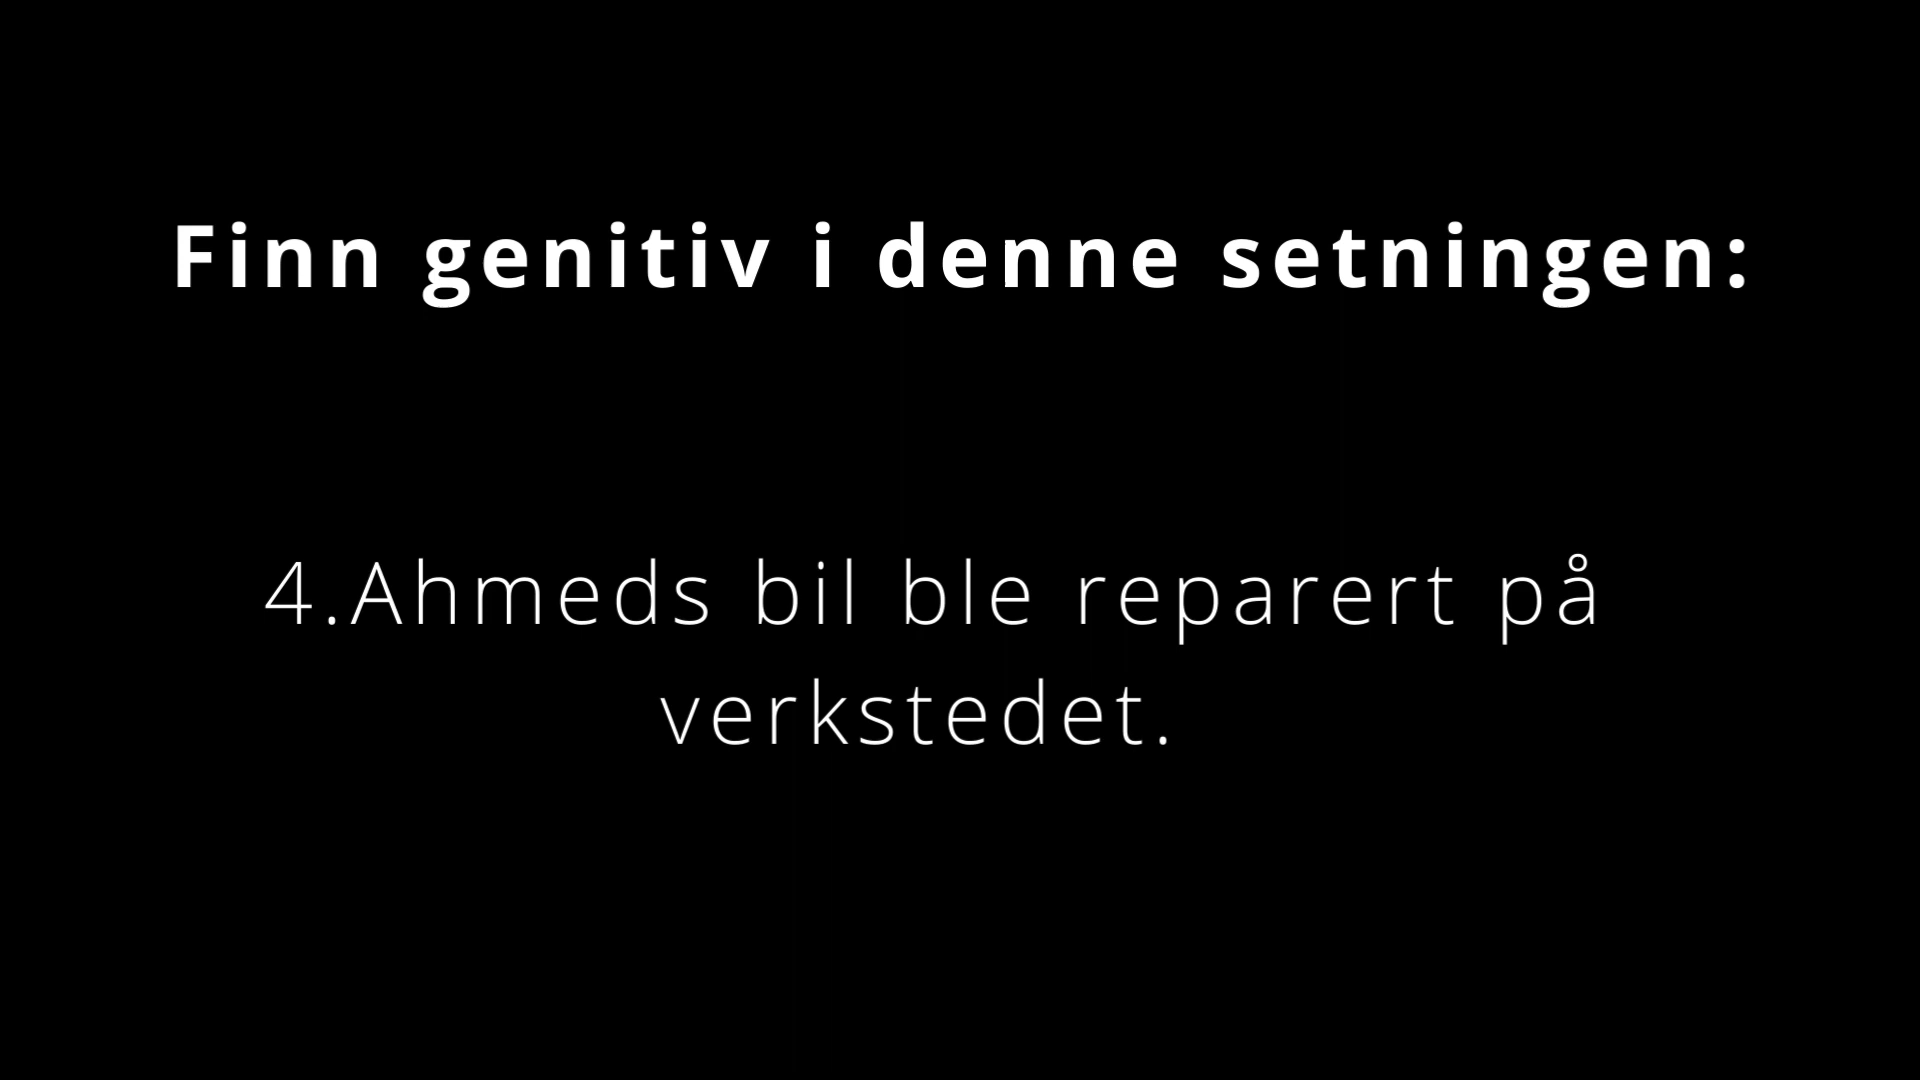 Finn genitiv i denne setningen:
4.Ahmeds bil ble reparert på
verkstedet.